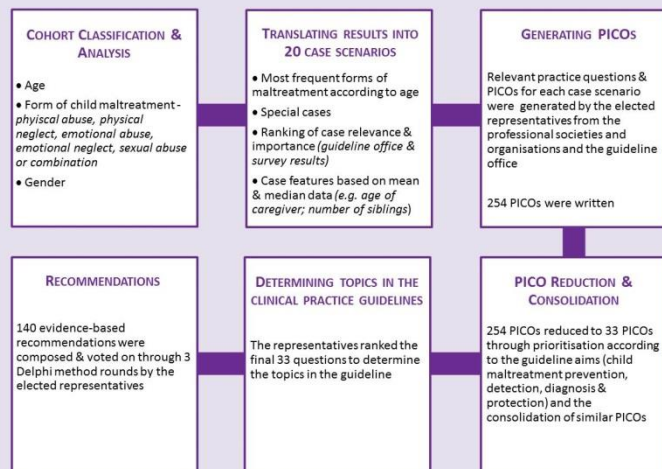 COHORT CLASSIFICATION &
ANALYSIS
• Age
• Form of child maltreatment -
phyiscal abuse, physical
neglect, emotional abuse,
emotional neglect, sexual abuse
or combination
• Gender
TRANSLATING RESULTS INTO
20 CASE SCENARIOS
• Most frequent forms of
maltreatment according to age
• Special cases
• Ranking of case relevance &
importance (guideline office &
survey results)
• Case features based on mean
& median data (e.g. age of
caregiver; number of siblings)
GENERATING PICOS
Relevant practice questions &
PICOs for each case scenario
were generated by the elected
representatives from the
professional societies and
organisations and the guideline
office
254 PICOs were written
RECOMMENDATIONS
140 evidence-based
recommendations were
composed & voted on through 3
Delphi method rounds by the
elected representatives
DETERMINING TOPICS IN THE
CLINICAL PRACTICE GUIDELINES
The representatives ranked the
final 33 questions to determine
the topics in the guideline
PICO REDUCTION &
CONSOLIDATION
254 PICOs reduced to 33 PICOs
through prioritisation according
to the guideline aims (child
maltreatment prevention,
detection, diagnosis &
protection) and the
consolidation of similar PICOs